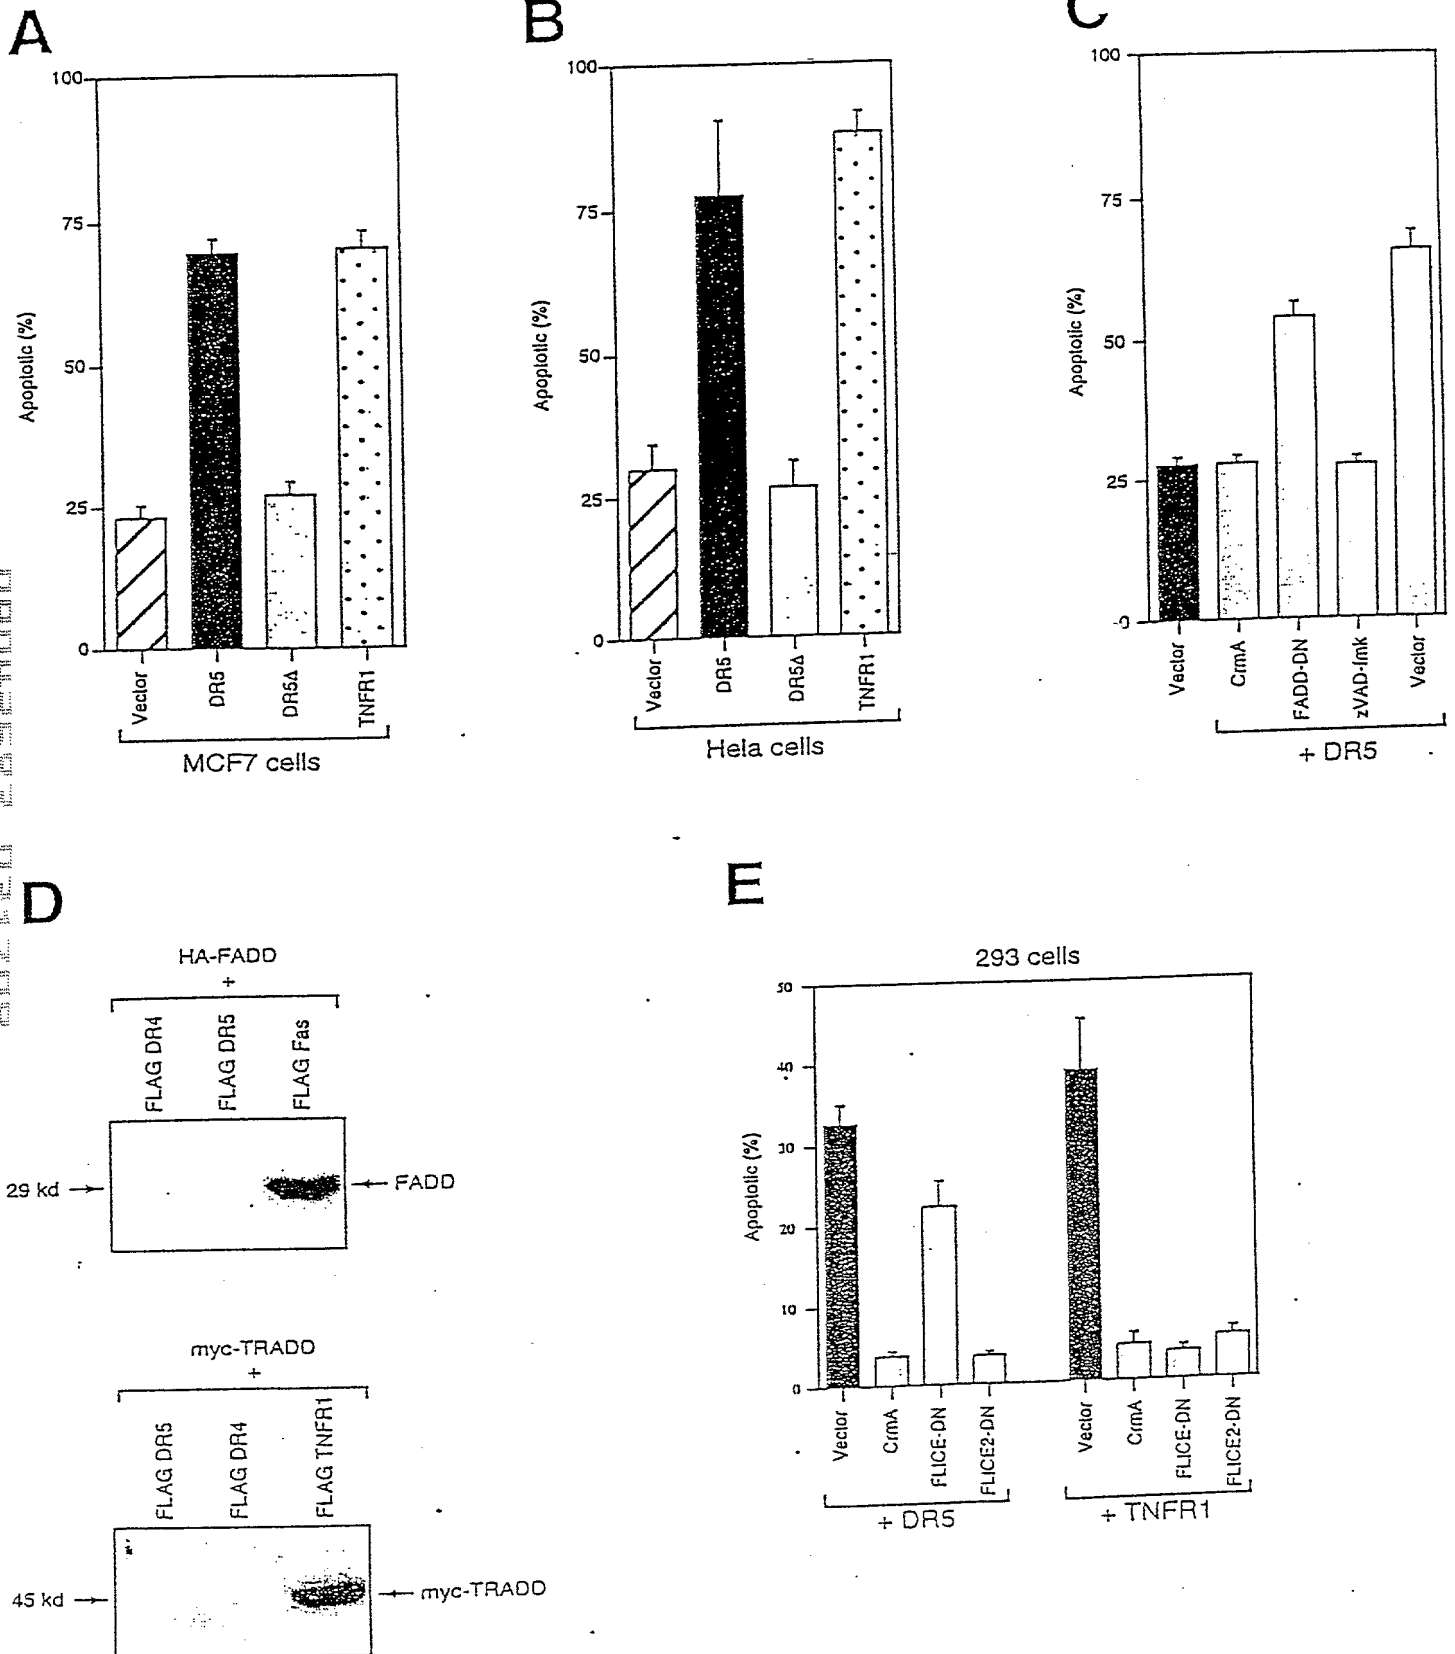 A
100
75
50
25
0
Apoptotic (%)
Vector
DR5
DR5Δ
TNFR1
MCF7 cells
B
100
75
50
25
0
Apoptotic (%)
Vector
DR5
DR5Δ
TNFR1
Hela cells
C
100
75
50
25
-0
Apoptotic (%)
Vector
CrmA
FADD-DN
zVAD-fmk
Vector
+ DR5
D
HA-FADD
+
FLAG DR4
FLAG DR5
FLAG Fas
29 kd
FADD
myc-TRADD
+
FLAG DR5
FLAG DR4
FLAG TNFR1
45 kd
myc-TRADD
E
293 cells
50
40
30
20
10
0
Apoptotic (%)
Vector
CrmA
FLICE-DN
FLICE2-DN
+ DR5
Vector
CrmA
FLICE-DN
FLICE2-DN
+ TNFR1